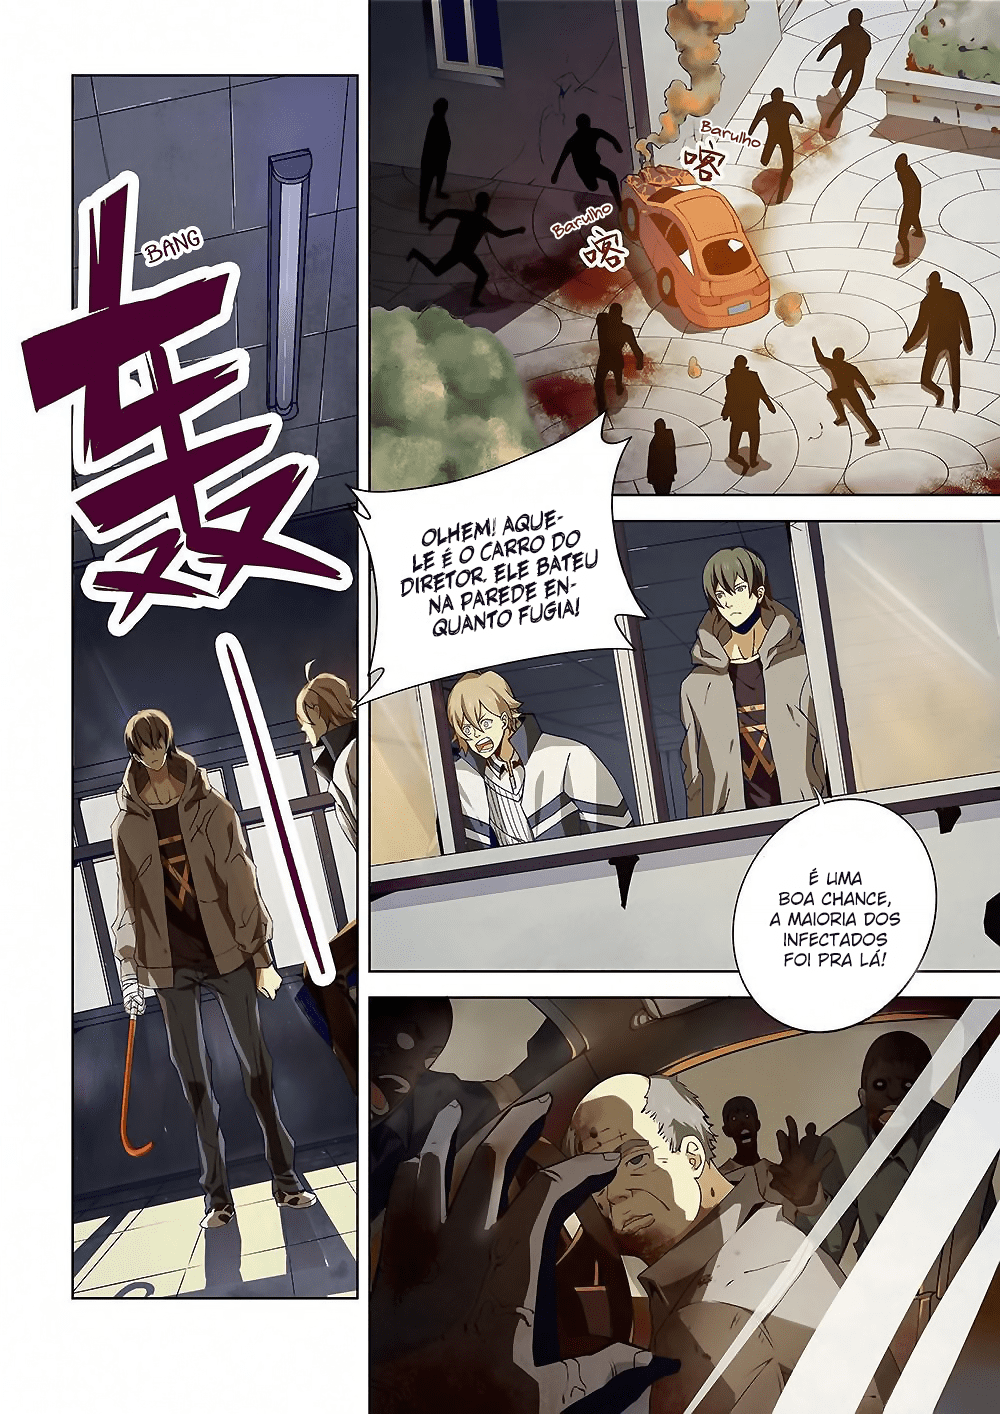 BANG
轰
Barulho
喀
Barulho
喀
OLHEM! AQUE-
LE É O CARRO DO
DIRETOR. ELE BATEU
NA PAREDE EN-
QUANTO FUGIA!
É UMA
BOA CHANCE,
A MAIORIA DOS
INFECTADOS
FOI PRA LÁ!